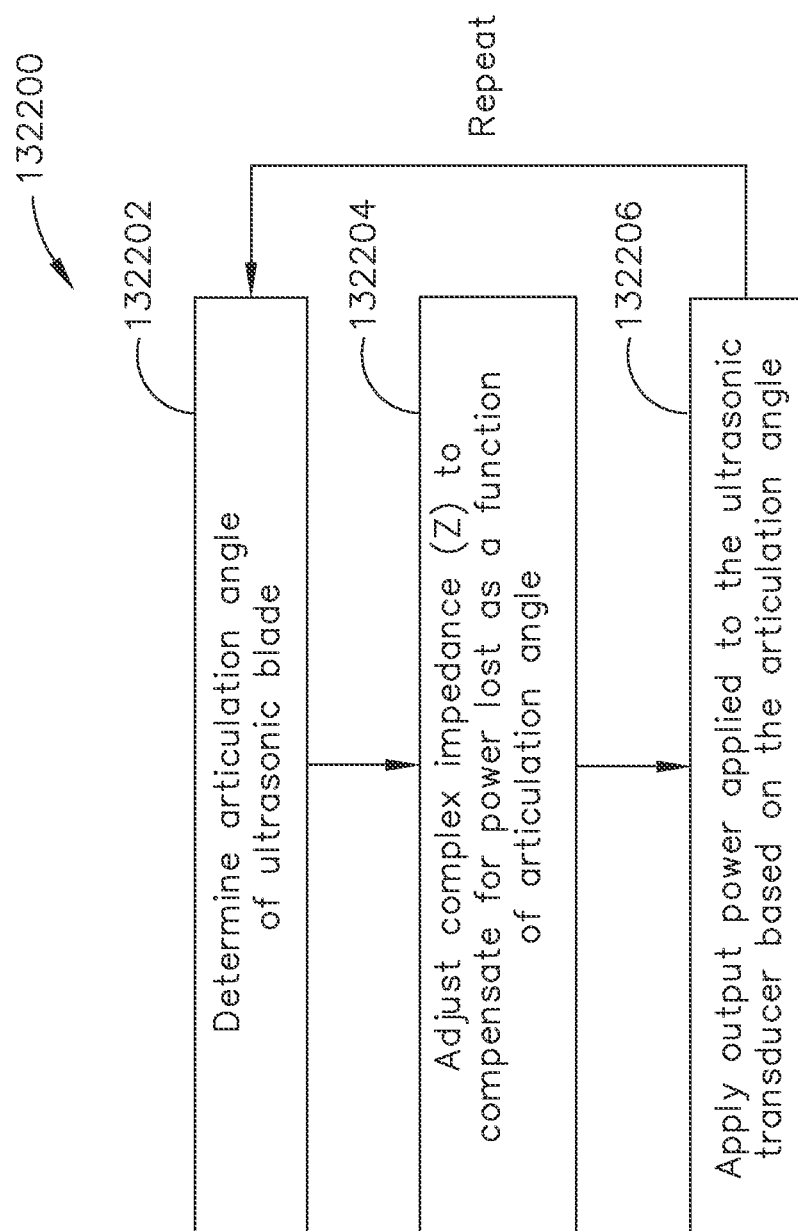 132200
132202
Determine articulation angle
of ultrasonic blade
132204
Adjust complex impedance (Z) to
compensate for power lost as a function
of articulation angle
132206
Apply output power applied to the ultrasonic
transducer based on the articulation angle
Repeat